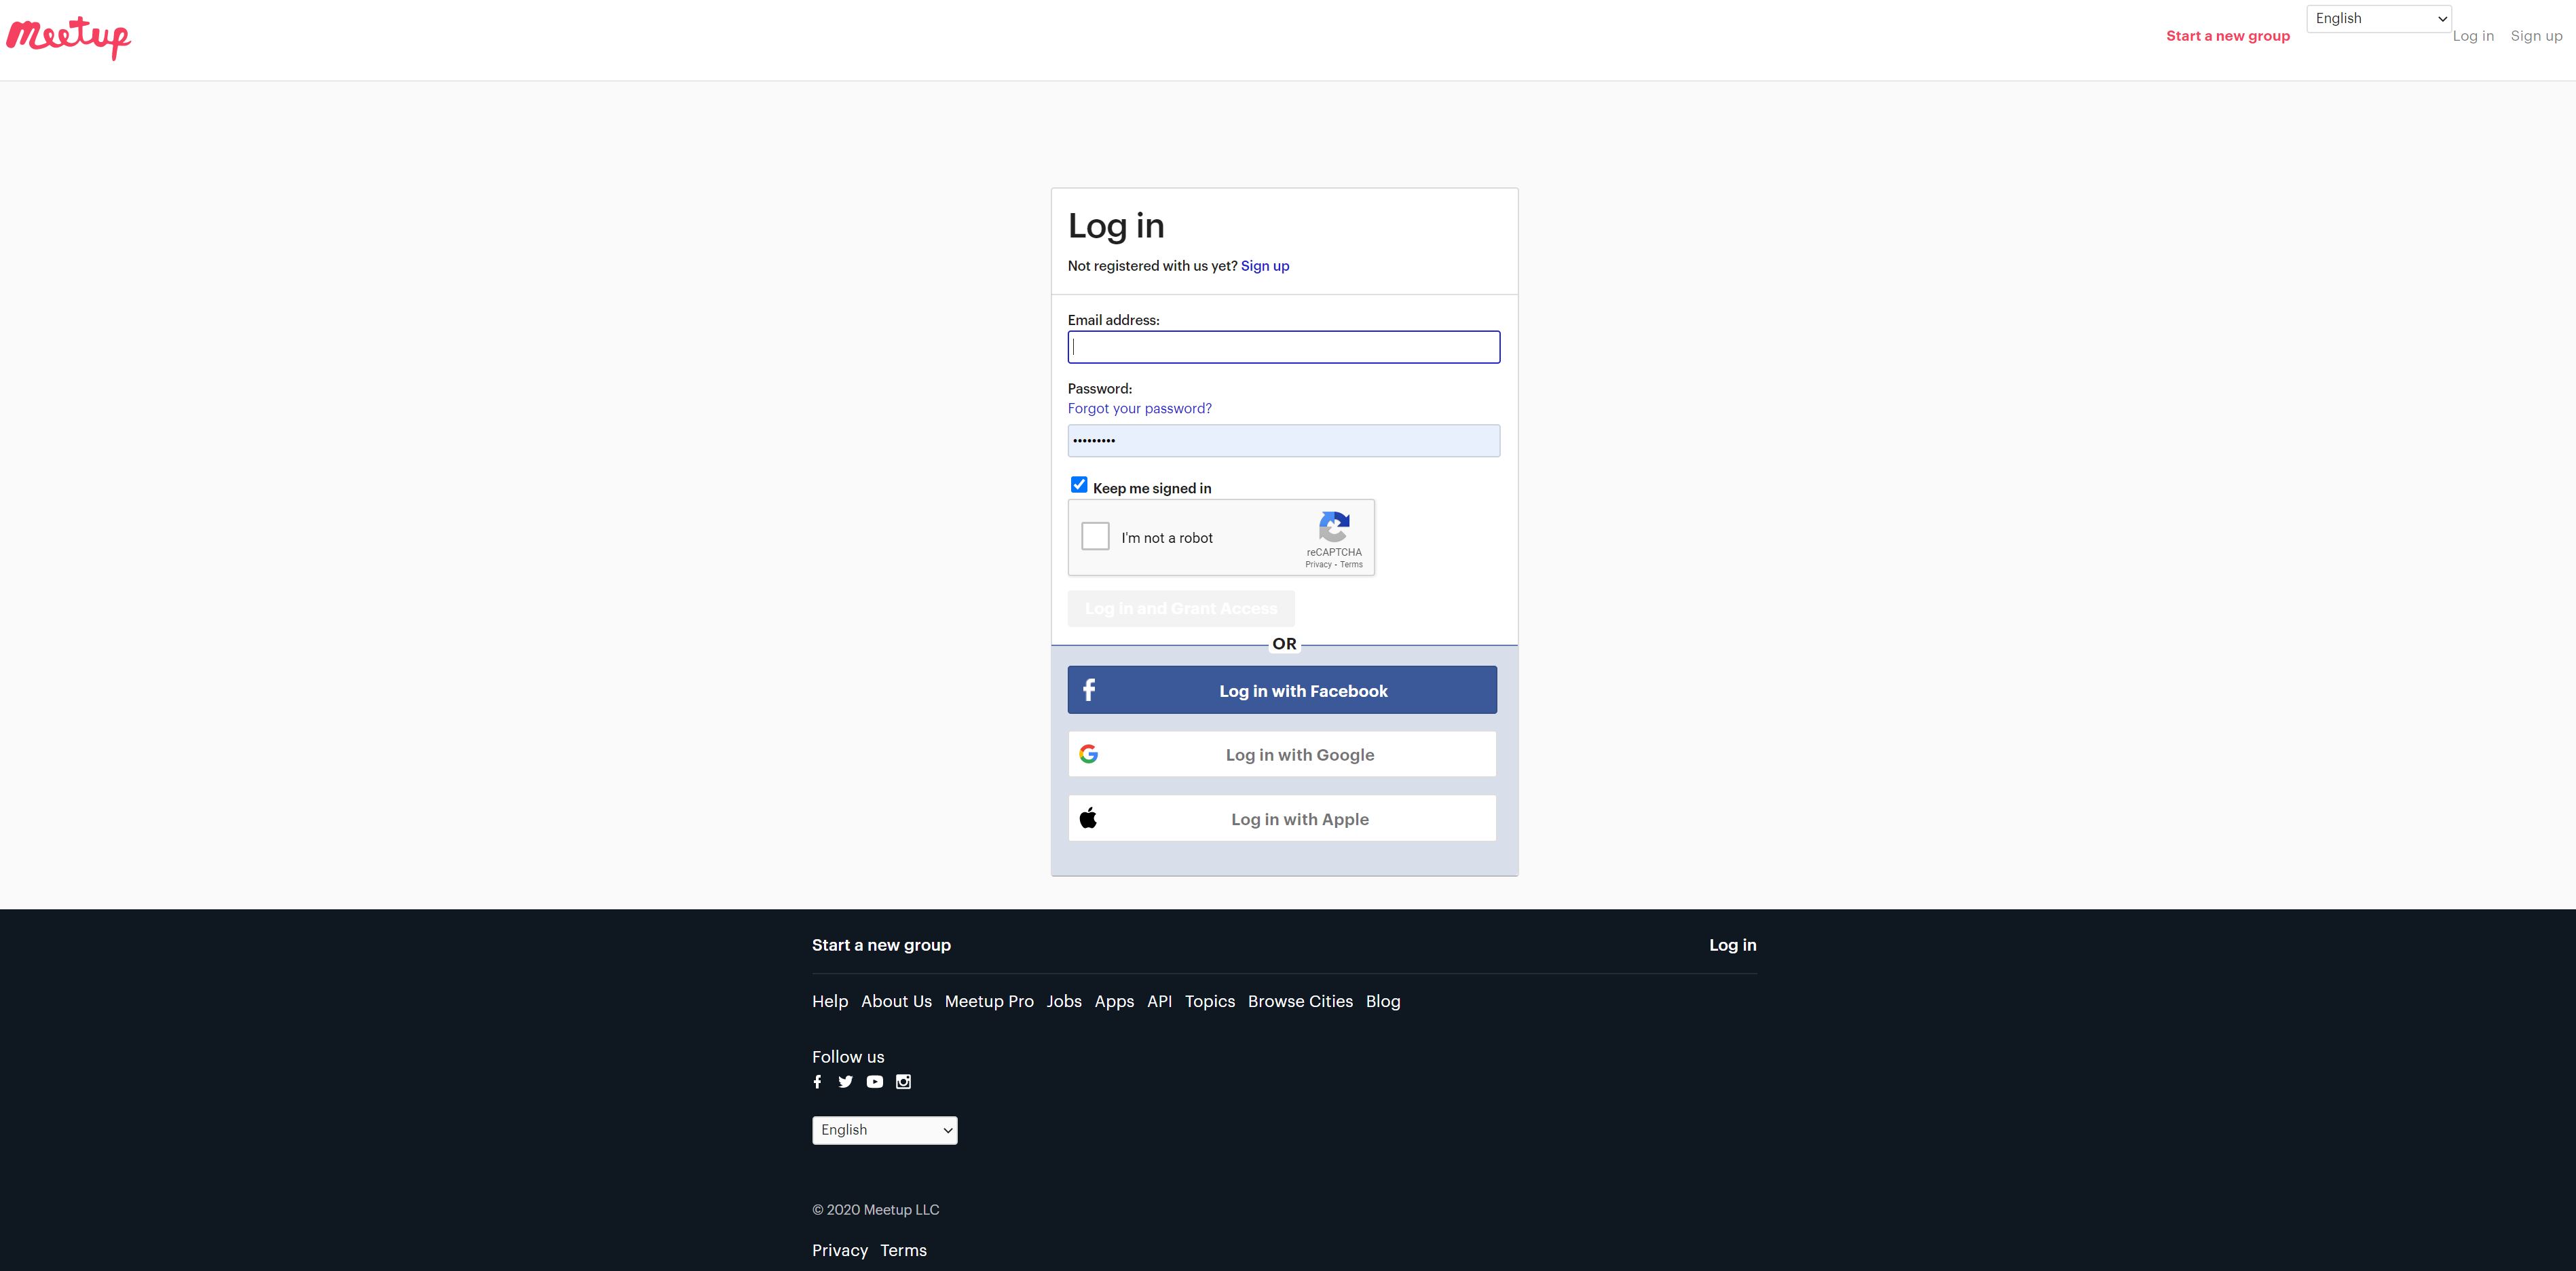 Meetup
Start a new group
English
Log in
Sign up
Log in
Not registered with us yet? Sign up
Email address:
Password:
Forgot your password?
•••••••••
Keep me signed in
I'm not a robot
reCAPTCHA
Privacy - Terms
Log in and Grant Access
OR
Log in with Facebook
Log in with Google
Log in with Apple
Start a new group
Log in
Help About Us Meetup Pro Jobs Apps API Topics Browse Cities Blog
Follow us
English
© 2020 Meetup LLC
Privacy Terms